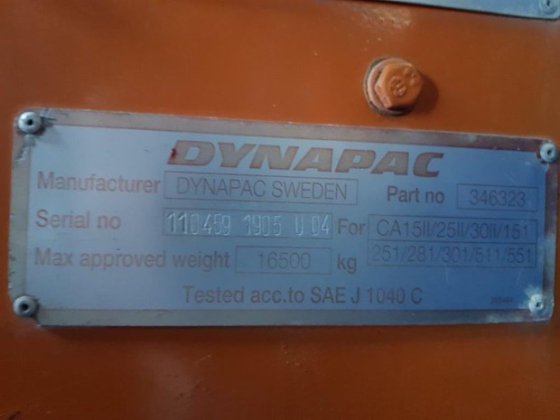 DYNAPAC
Manufacturer DYNAPAC SWEDEN Part no 346323
Serial no 110459 1905 U 04 For CA15II/25II/30II/151
251/281/301/511/551
Max approved weight 16500 kg
Tested acc.to SAE J 1040 C